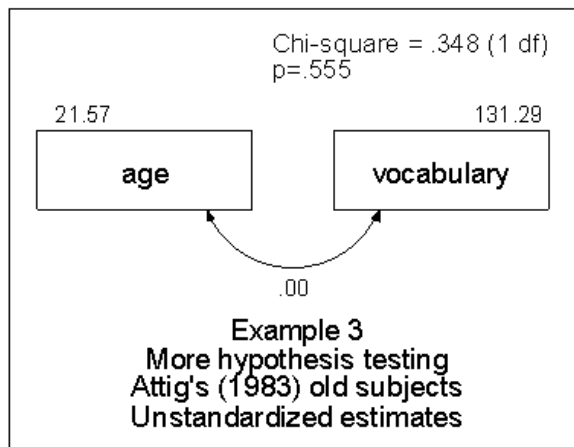 Chi-square = .348 (1 df)
p=.555
21.57
131.29
age
vocabulary
.00
Example 3
More hypothesis testing
Attig's (1983) old subjects
Unstandardized estimates